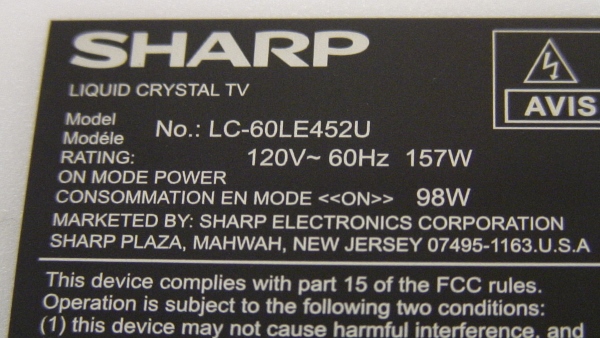 SHARP
LIQUID CRYSTAL TV
Model
Modéle
No.: LC-60LE452U
RATING: 120V~ 60Hz 157W
ON MODE POWER
CONSOMMATION EN MODE <<ON>> 98W
MARKETED BY: SHARP ELECTRONICS CORPORATION
SHARP PLAZA, MAHWAH, NEW JERSEY 07495-1163.U.S.A
AVIS
This device complies with part 15 of the FCC rules.
Operation is subject to the following two conditions:
(1) this device may not cause harmful interference, and